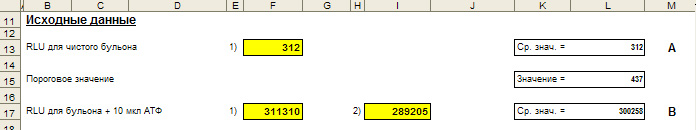 B C D E F G H I J K L M
11 Исходные данные
12
13 RLU для чистого бульона 1) 312 Ср. знач. = 312 A
14
15 Пороговое значение Значение = 437
16
17 RLU для бульона + 10 мкл АТФ 1) 311310 2) 289205 Ср. знач. = 300258 B
18